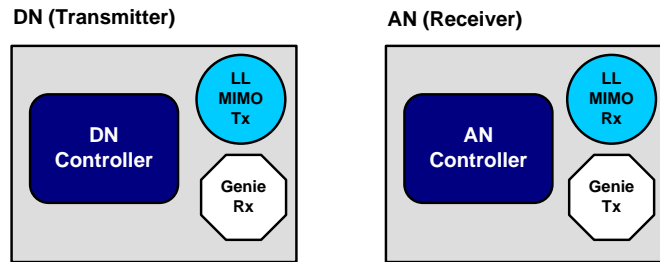 DN (Transmitter)
LL
MIMO
Tx
DN
Controller
Genie
Rx
AN (Receiver)
LL
MIMO
Rx
AN
Controller
Genie
Tx